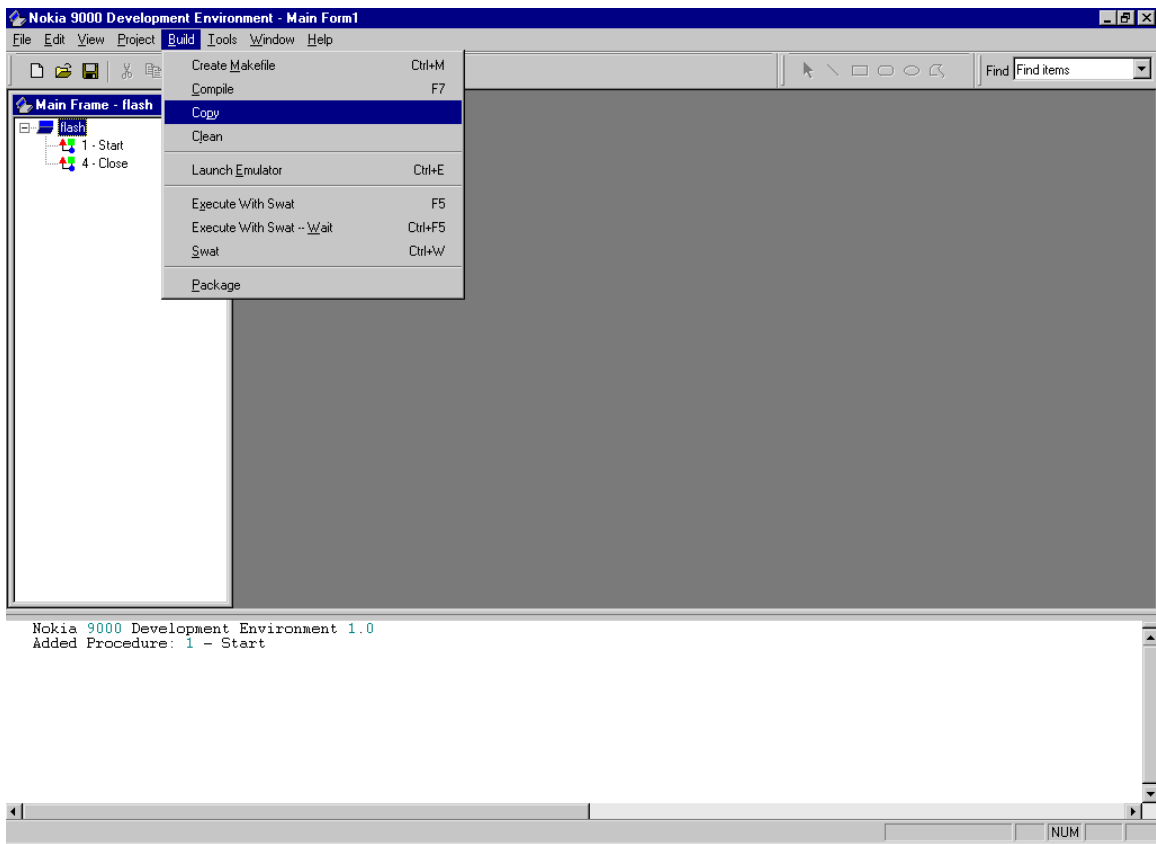 Nokia 9000 Development Environment - Main Form1
File Edit View Project Build Tools Window Help
Find Find items
Create Makefile Ctrl+M
Compile F7
Copy
Clean
Launch Emulator Ctrl+E
Execute With Swat F5
Execute With Swat -- Wait Ctrl+F5
Swat Ctrl+W
Package
Main Frame - flash
flash
1 - Start
4 - Close
Nokia 9000 Development Environment 1.0
Added Procedure: 1 - Start
NUM